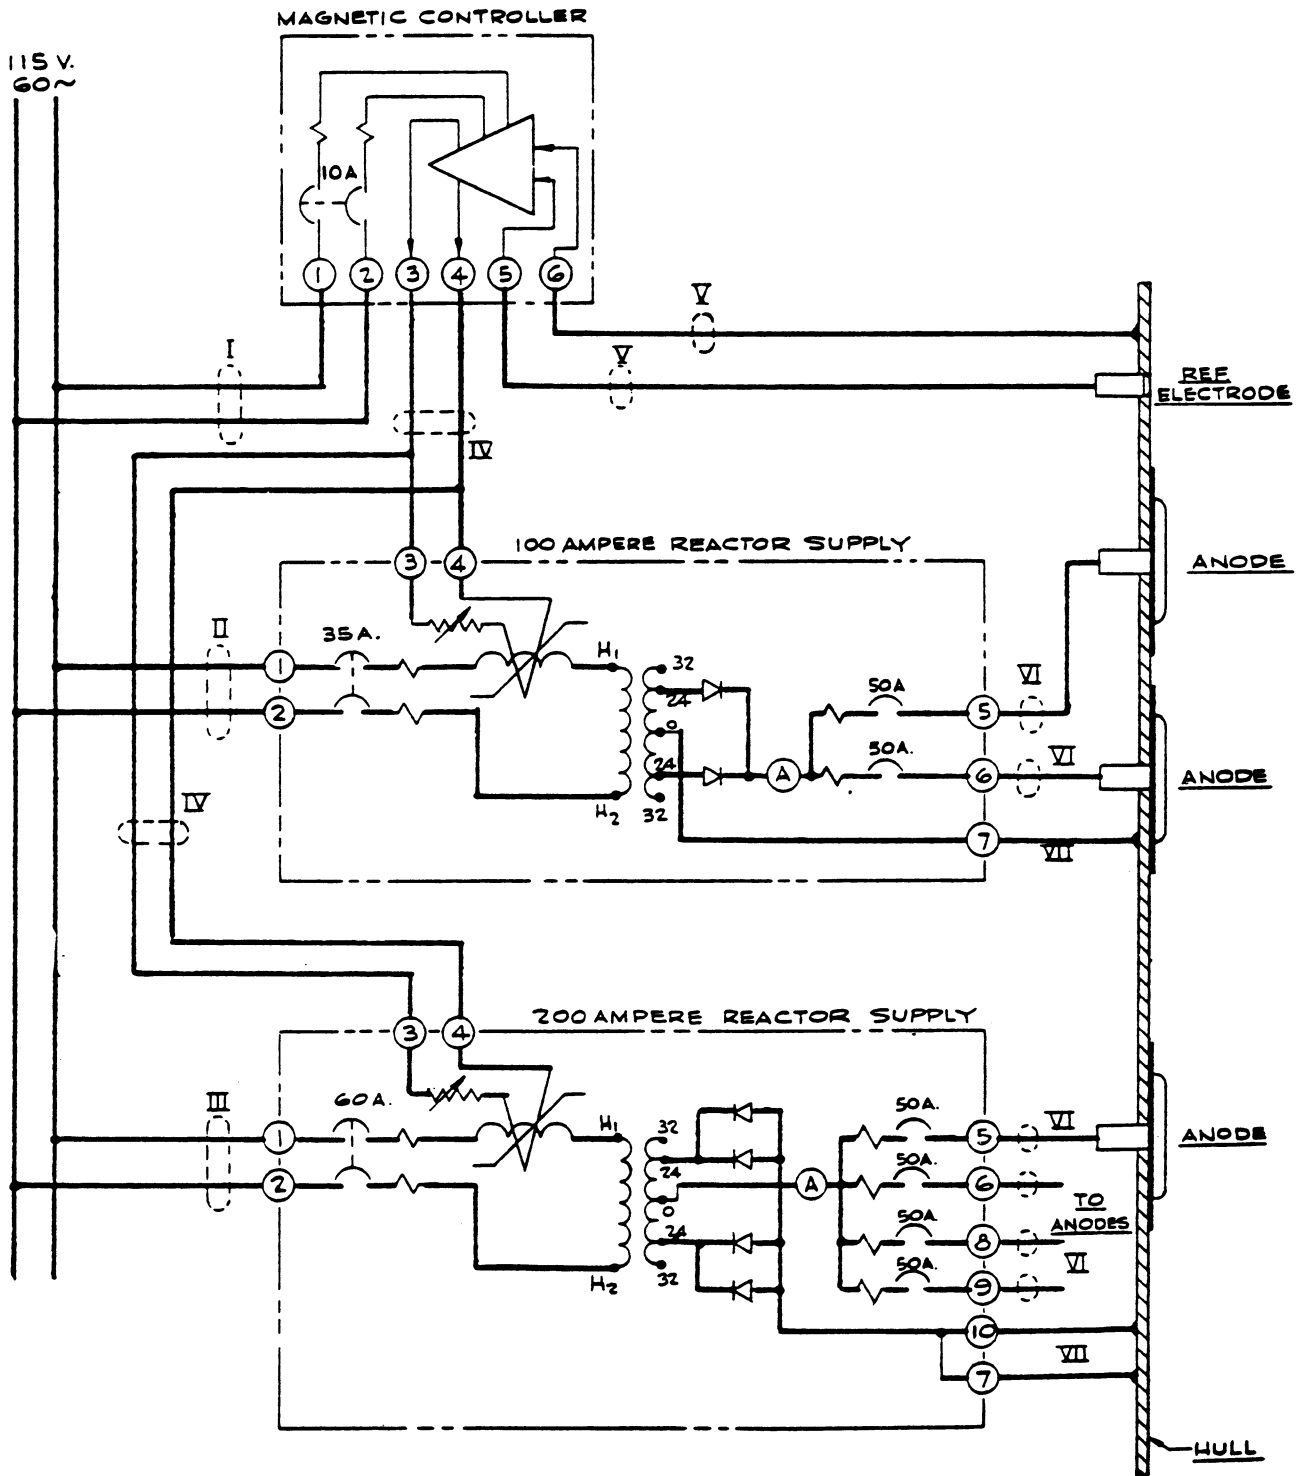 MAGNETIC CONTROLLER
115 V.
60~
10A
1 2 3 4 5 6
V
I
V
REF
ELECTRODE
IV
100 AMPERE REACTOR SUPPLY
3 4
ANODE
II
35A.
1
H1
32
24
50A
5
VI
2
0
50A.
VI
24
A
6
ANODE
H2
32
7
VII
IV
200 AMPERE REACTOR SUPPLY
3 4
III
60A.
50A.
VI
1
H1
32
5
ANODE
24
50A.
2
A
6
TO
ANODES
0
50A
24
8
VI
50A.
H2
32
9
10
VII
7
HULL